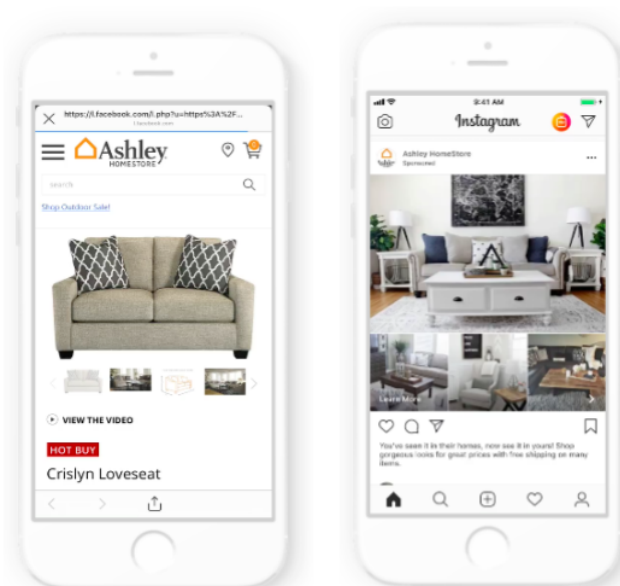 https://l.facebook.com/l.php?u=https%3A%2F...
l.facebook.com
Ashley
HOMESTORE
search
Shop Outdoor Sale!
VIEW THE VIDEO
HOT BUY
Crislyn Loveseat
9:41 AM
Instagram
Ashley HomeStore
Sponsored
Learn More
You've seen it in their homes, now see it in yours! Shop
gorgeous looks for great prices with free shipping on many
items.